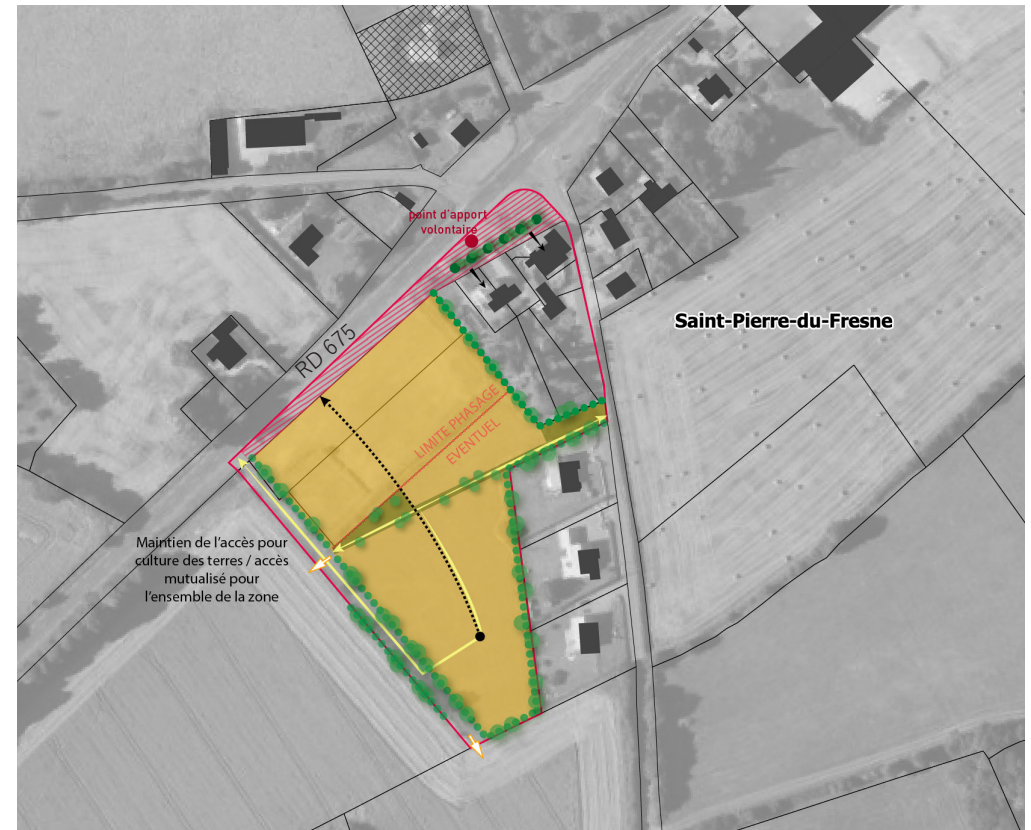 point d'apport
volontaire
Saint-Pierre-du-Fresne
RD 675
LIMITE PHASAGE
EVENTUEL
Maintien de l'accès pour
culture des terres / accès
mutualisé pour
l'ensemble de la zone